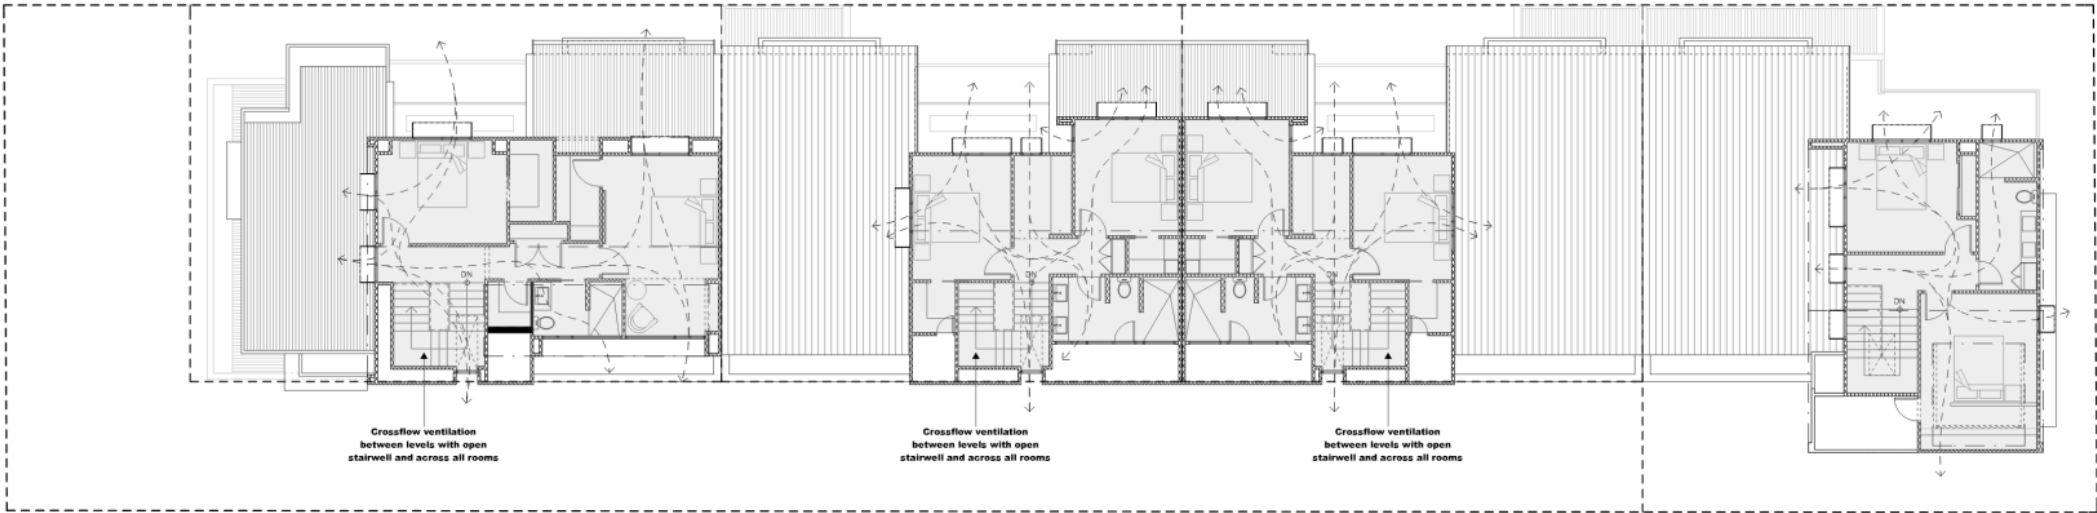 DN
DN
DN
DN
Crossflow ventilation
between levels with open
stairwell and across all rooms
Crossflow ventilation
between levels with open
stairwell and across all rooms
Crossflow ventilation
between levels with open
stairwell and across all rooms